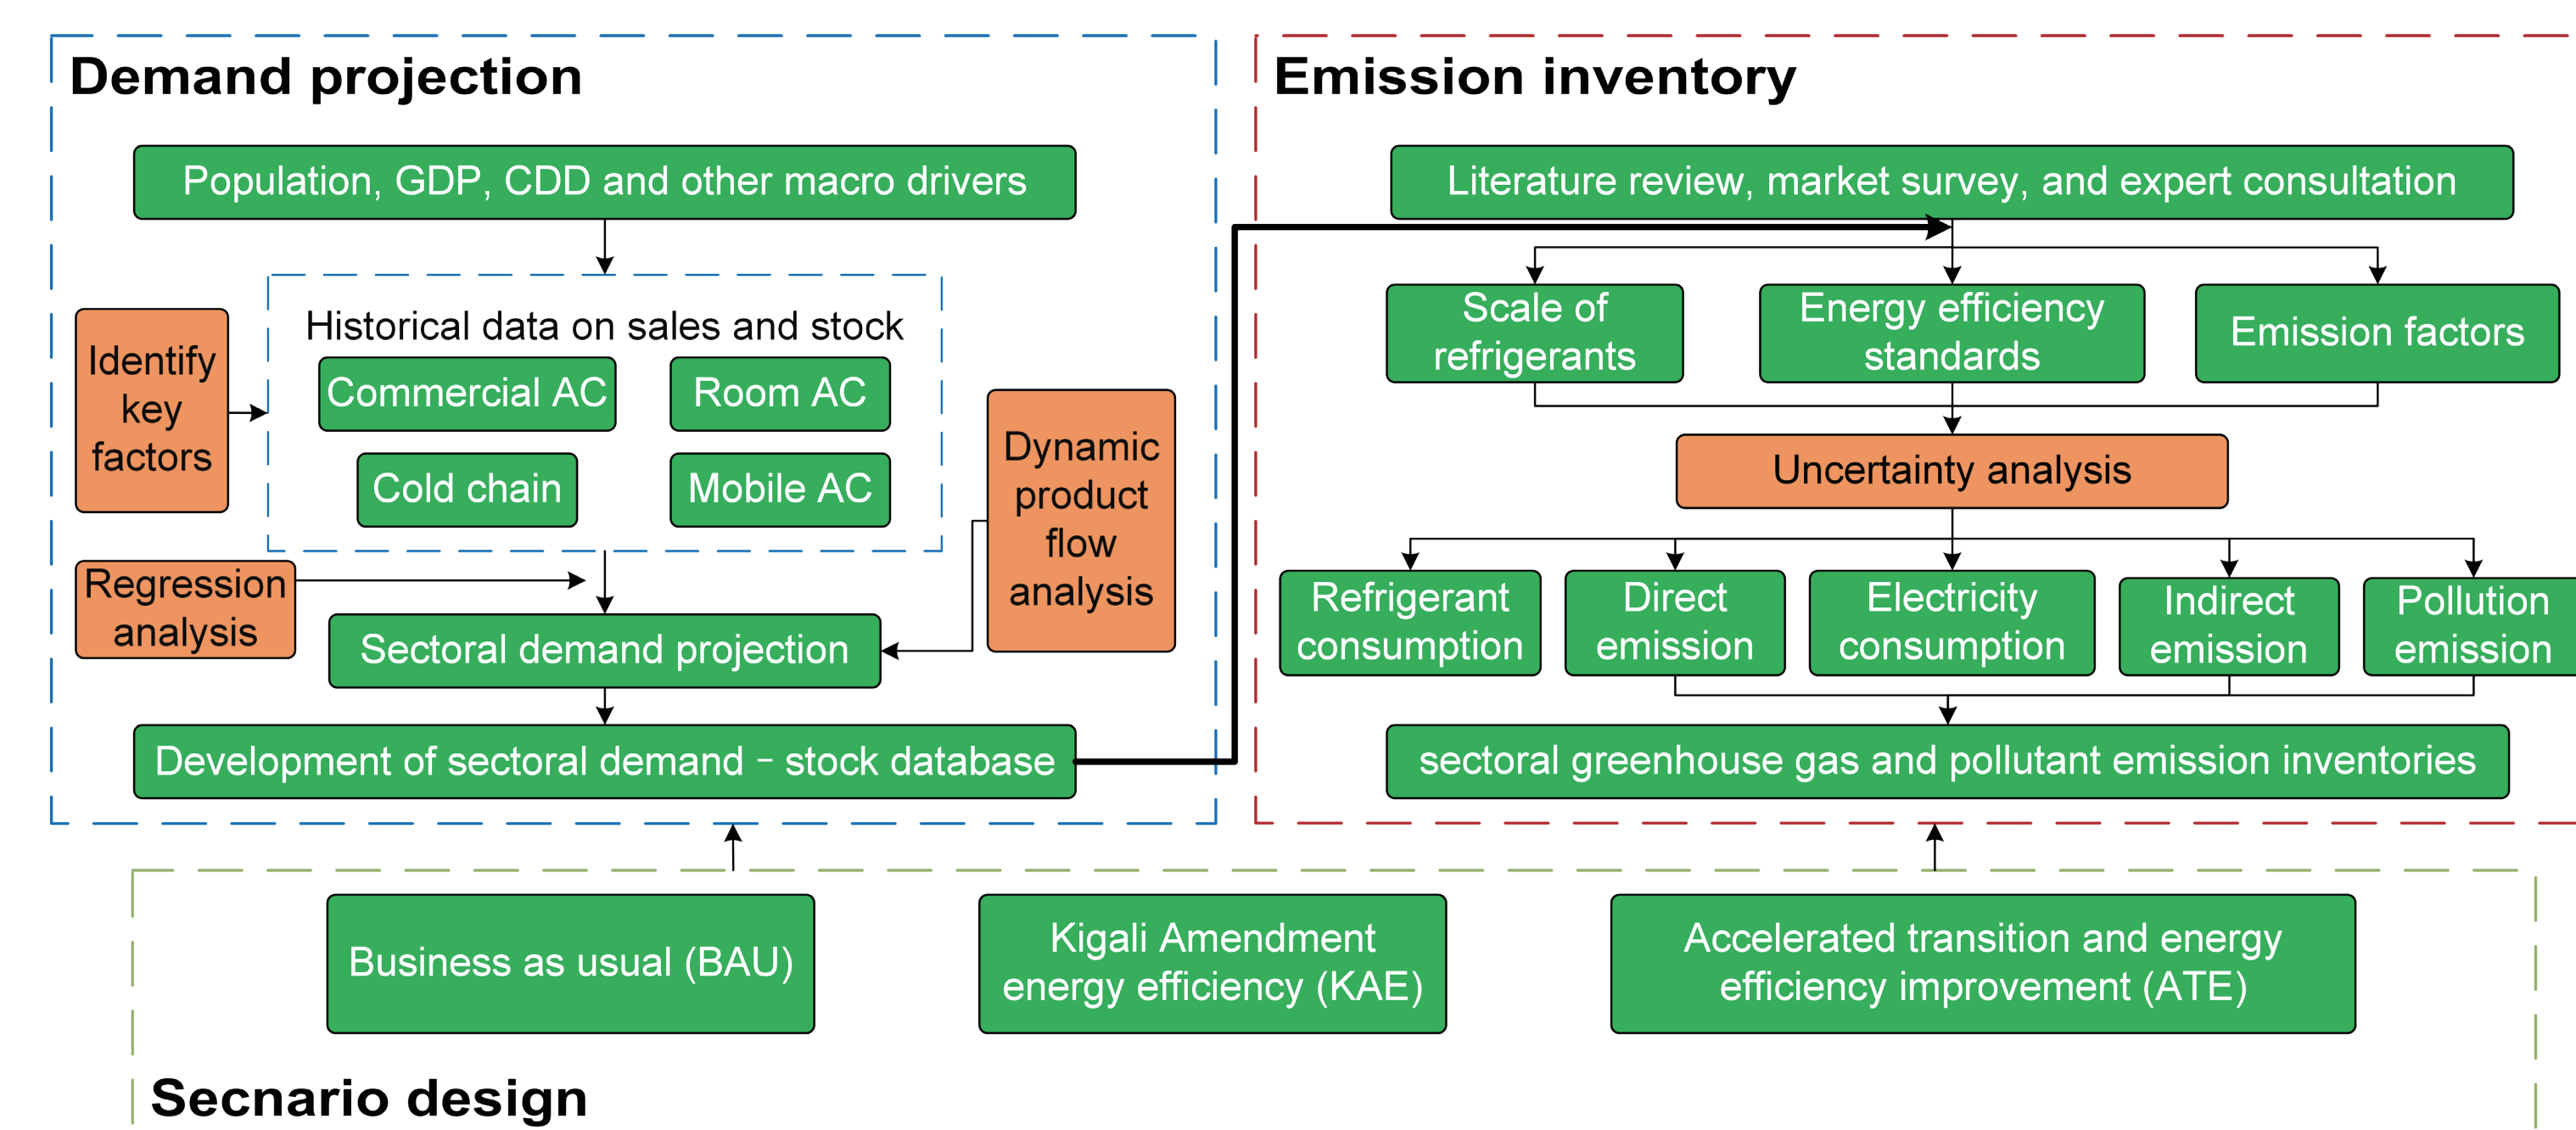 Demand projection
Population, GDP, CDD and other macro drivers
Identify
key
factors
Historical data on sales and stock
Commercial AC
Room AC
Cold chain
Mobile AC
Dynamic
product
flow
analysis
Regression
analysis
Sectoral demand projection
Development of sectoral demand – stock database
Emission inventory
Literature review, market survey, and expert consultation
Scale of
refrigerants
Energy efficiency
standards
Emission factors
Uncertainty analysis
Refrigerant
consumption
Direct
emission
Electricity
consumption
Indirect
emission
Pollution
emission
sectoral greenhouse gas and pollutant emission inventories
Business as usual (BAU)
Kigali Amendment
energy efficiency (KAE)
Accelerated transition and energy
efficiency improvement (ATE)
Secnario design